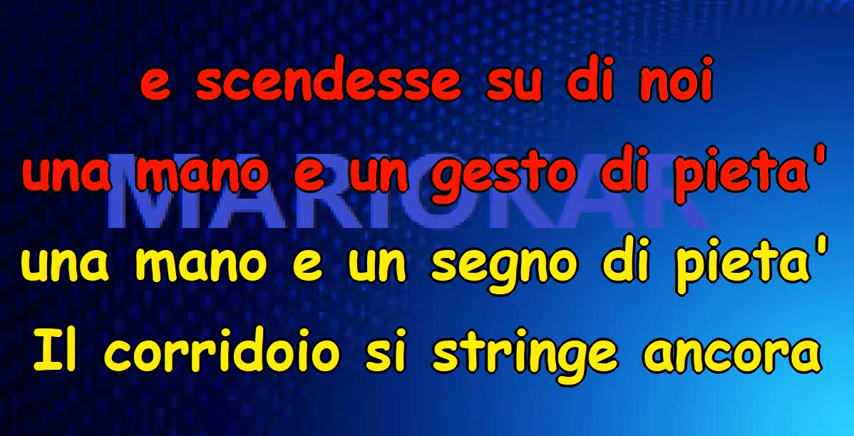 e scendesse su di noi
una mano e un gesto di pieta'
MARIOKAR
una mano e un segno di pieta'
Il corridoio si stringe ancora